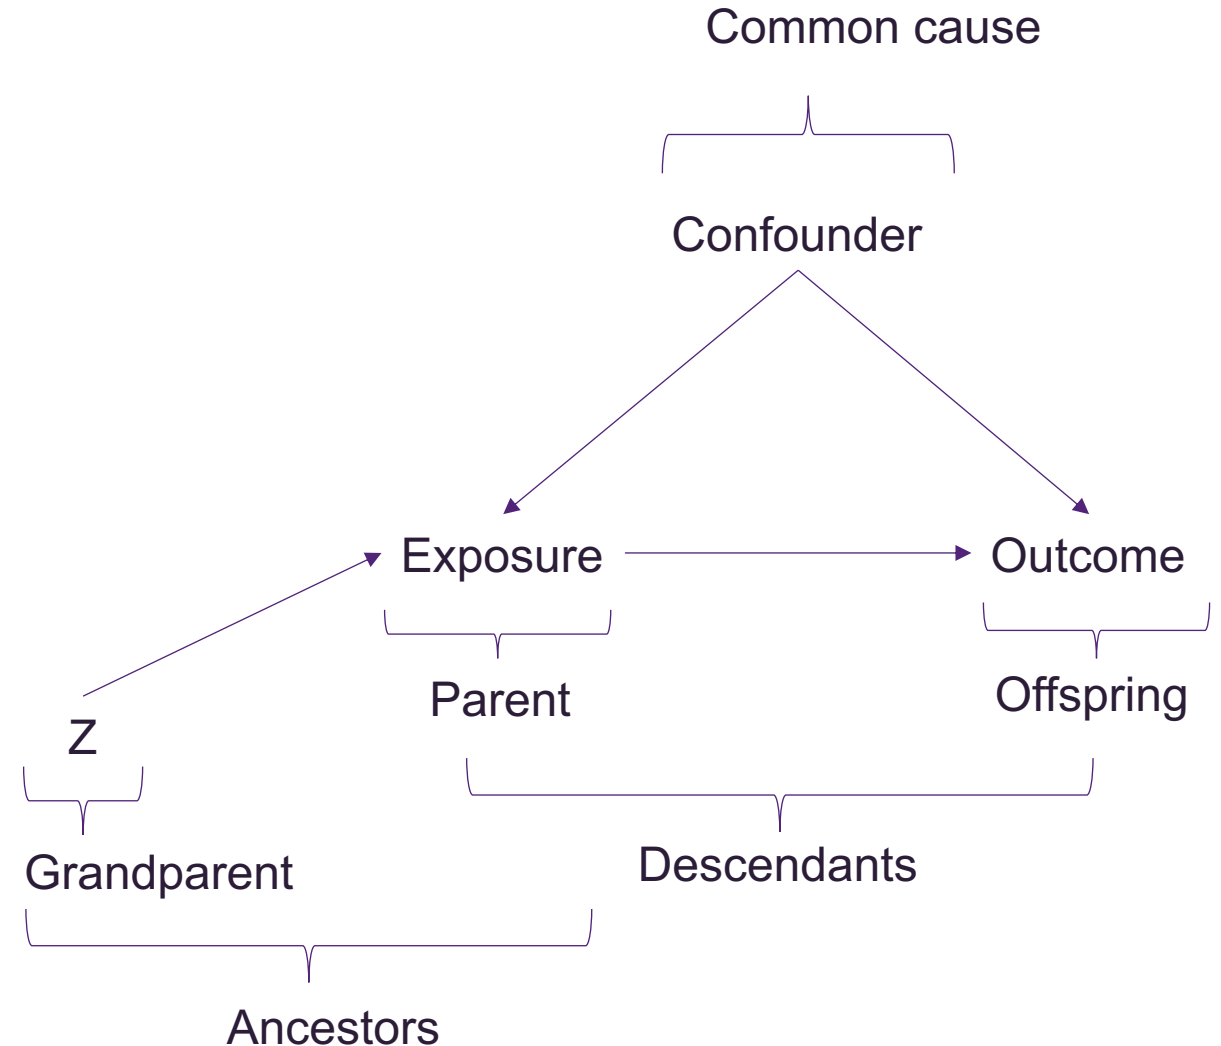 Common cause
Confounder
Exposure
Outcome
Parent
Offspring
Z
Grandparent
Descendants
Ancestors